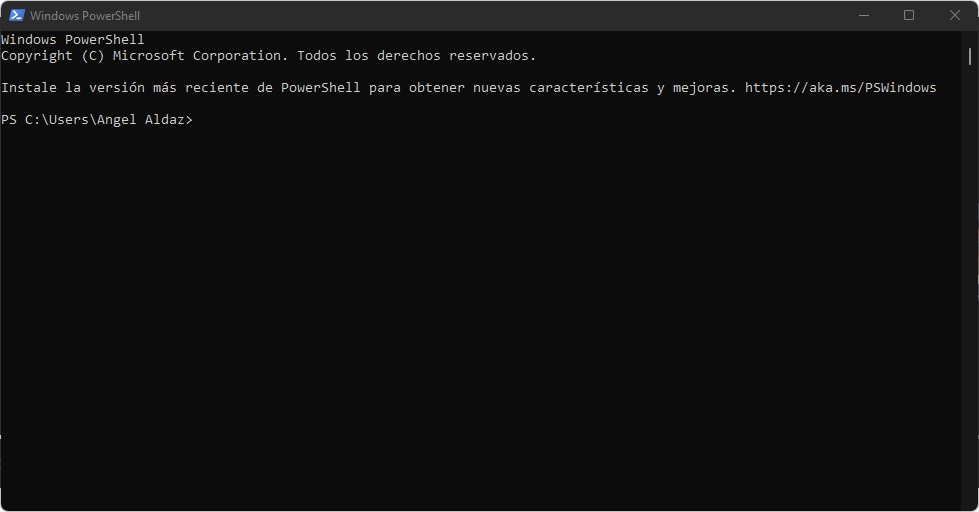 Windows PowerShell
Windows PowerShell
Copyright (C) Microsoft Corporation. Todos los derechos reservados.
Instale la versión más reciente de PowerShell para obtener nuevas características y mejoras. https://aka.ms/PSWindows
PS C:\Users\Angel Aldaz>